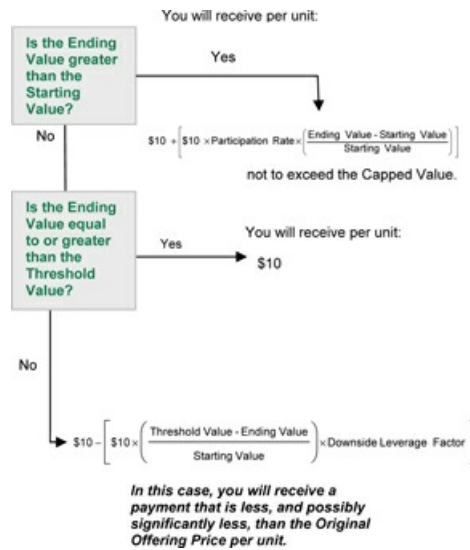 You will receive per unit:
Is the Ending
Value greater
than the
Starting
Value?
Yes
$10 + [$10 × Participation Rate × (Ending Value - Starting Value / Starting Value)]
not to exceed the Capped Value.
No
Is the Ending
Value equal
to or greater
than the
Threshold
Value?
Yes
You will receive per unit:
$10
No
$10 – [$10 × (Threshold Value - Ending Value / Starting Value) × Downside Leverage Factor]
In this case, you will receive a
payment that is less, and possibly
significantly less, than the Original
Offering Price per unit.